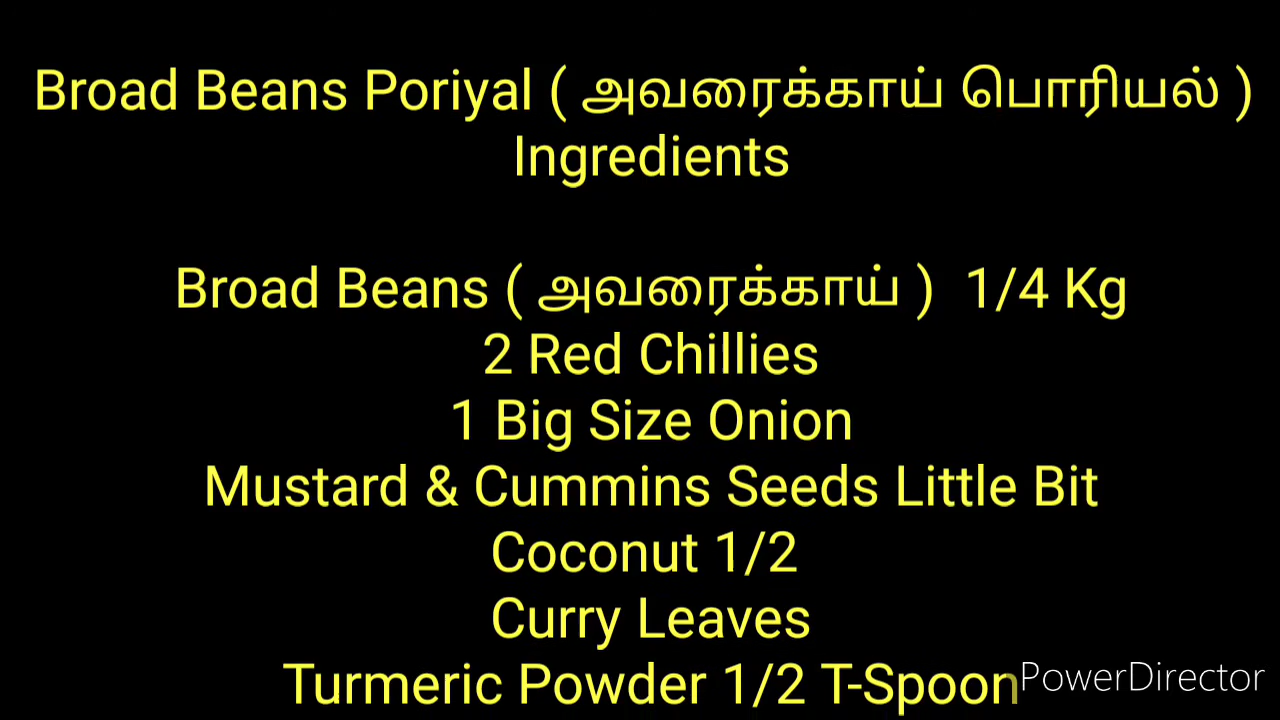 Broad Beans Poriyal ( அவரைக்காய் பொரியல் )
Ingredients
Broad Beans ( அவரைக்காய் ) 1/4 Kg
2 Red Chillies
1 Big Size Onion
Mustard & Cummins Seeds Little Bit
Coconut 1/2
Curry Leaves
Turmeric Powder 1/2 T-Spoon
PowerDirector